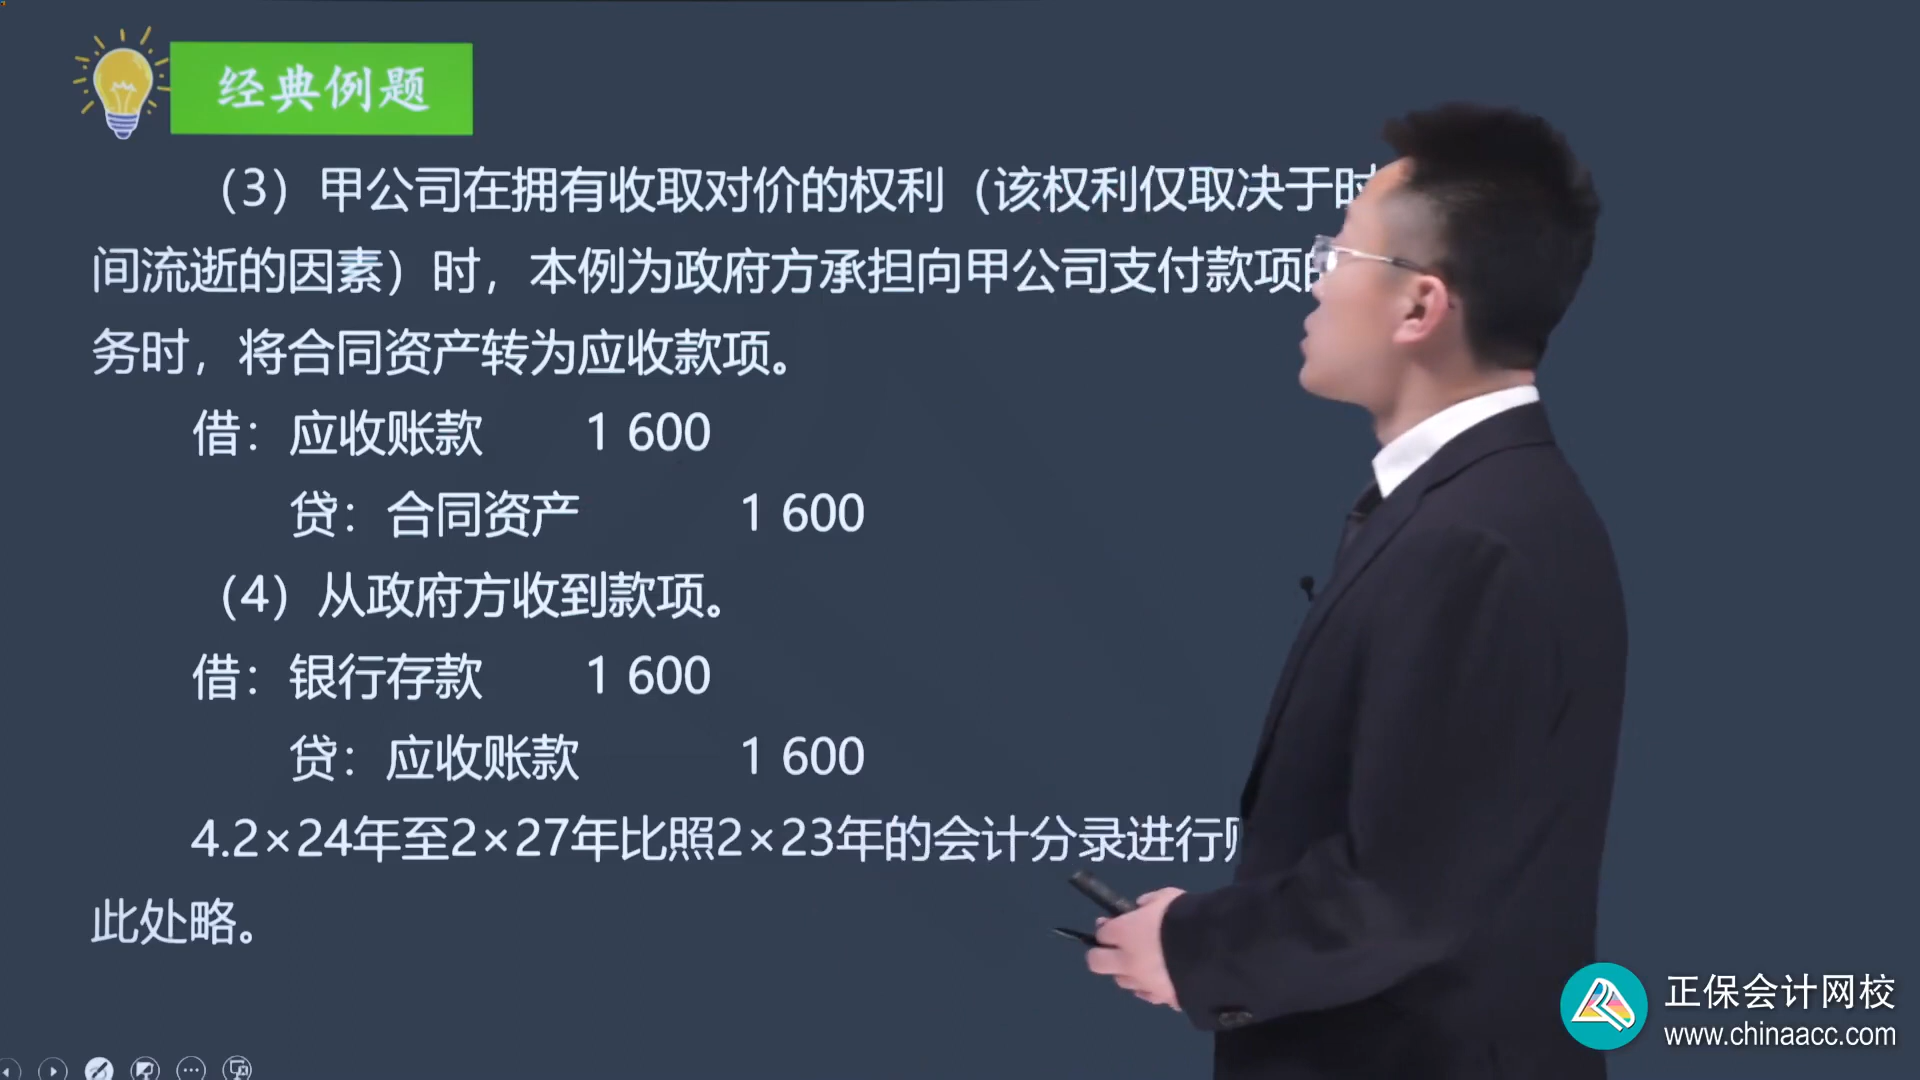 经典例题
（3）甲公司在拥有收取对价的权利（该权利仅取决于时
间流逝的因素）时，本例为政府方承担向甲公司支付款项
务时，将合同资产转为应收款项。
借：应收账款 1 600
贷：合同资产 1 600
（4）从政府方收到款项。
借：银行存款 1 600
贷：应收账款 1 600
4.2×24年至2×27年比照2×23年的会计分录进行
此处略。
正保会计网校
www.chinaacc.com